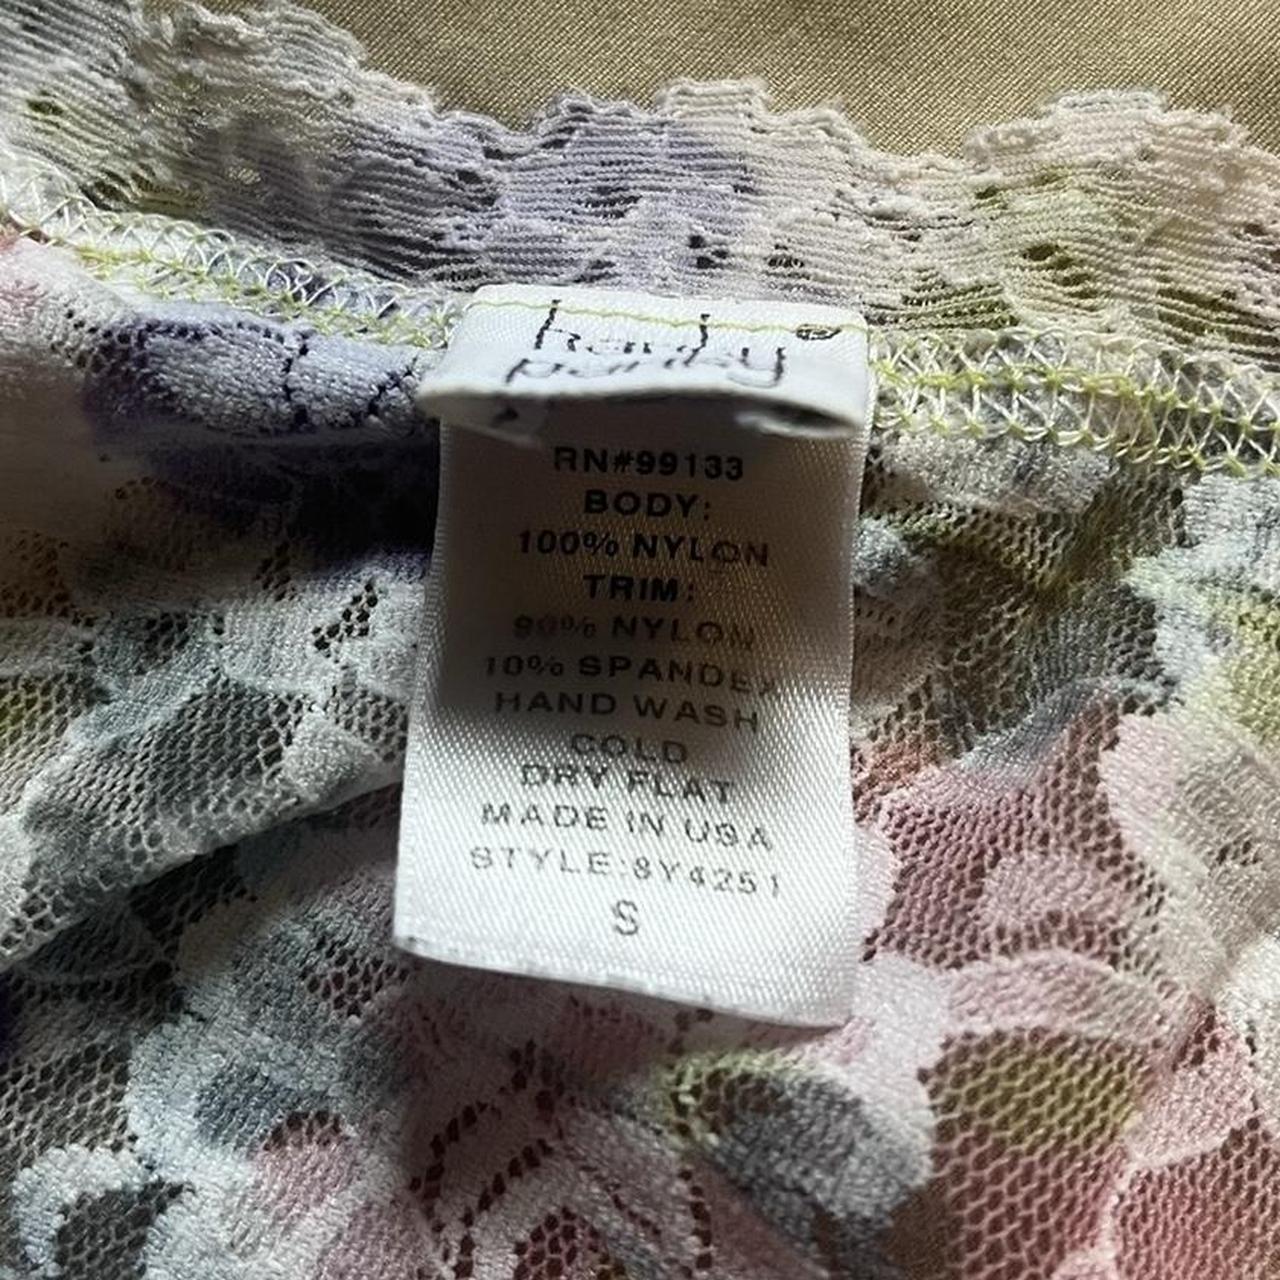 hanky
panky
RN#99133
BODY:
100% NYLON
TRIM:
90% NYLON
10% SPANDEX
HAND WASH
COLD
DRY FLAT
MADE IN USA
STYLE:8Y4251
S